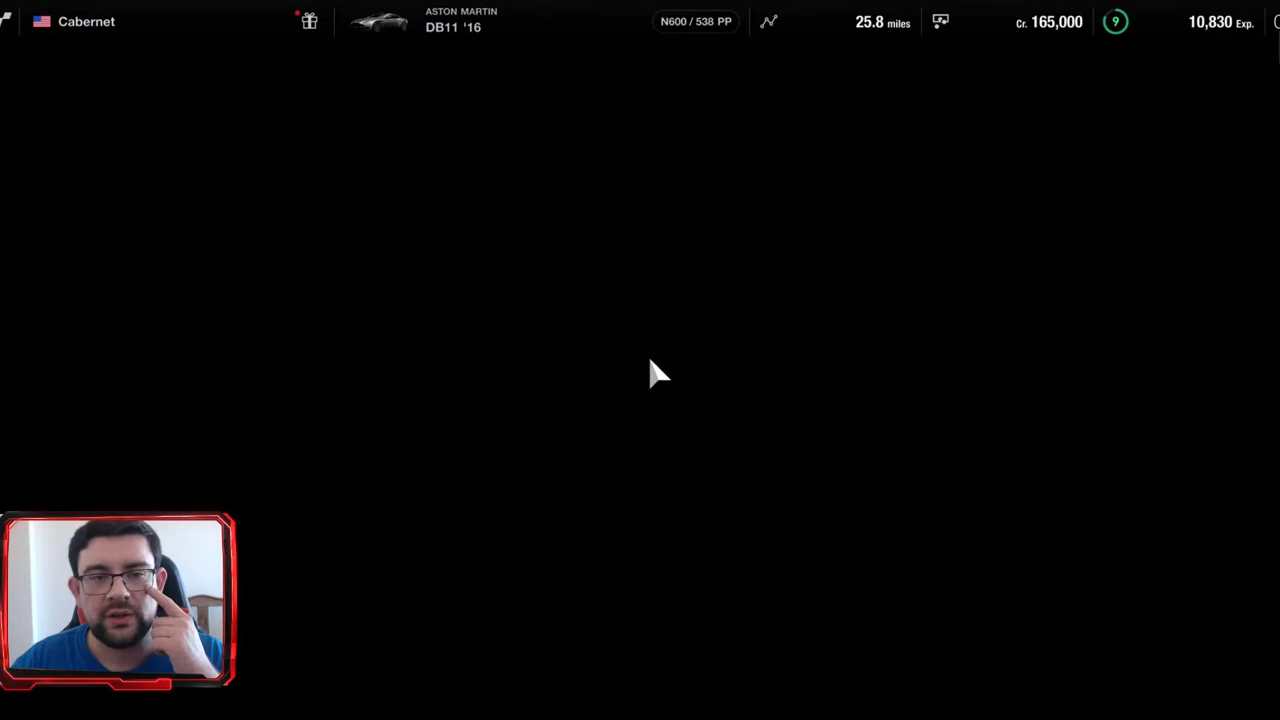 Cabernet
ASTON MARTIN
DB11 '16
N600 / 538 PP
25.8 miles
Cr. 165,000
9
10,830 Exp.